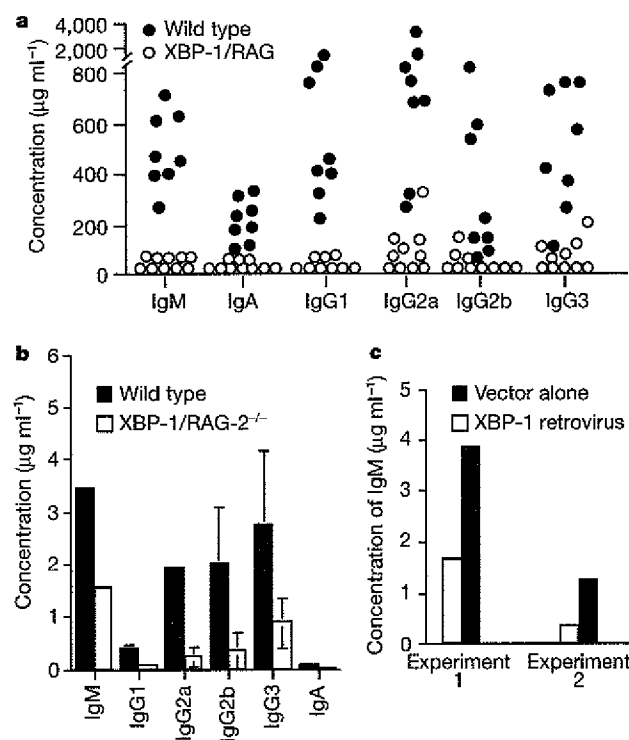 a
4,000
2,000
800
600
400
200
0
Concentration (µg ml⁻¹)
Wild type
XBP-1/RAG
IgM IgA IgG1 IgG2a IgG2b IgG3
b
6
5
4
3
2
1
0
Concentration (µg ml⁻¹)
Wild type
XBP-1/RAG-2⁻/⁻
IgM IgG1 IgG2a IgG2b IgG3 IgA
c
5
4
3
2
1
0
Concentration of IgM (µg ml⁻¹)
Vector alone
XBP-1 retrovirus
Experiment Experiment
1 2